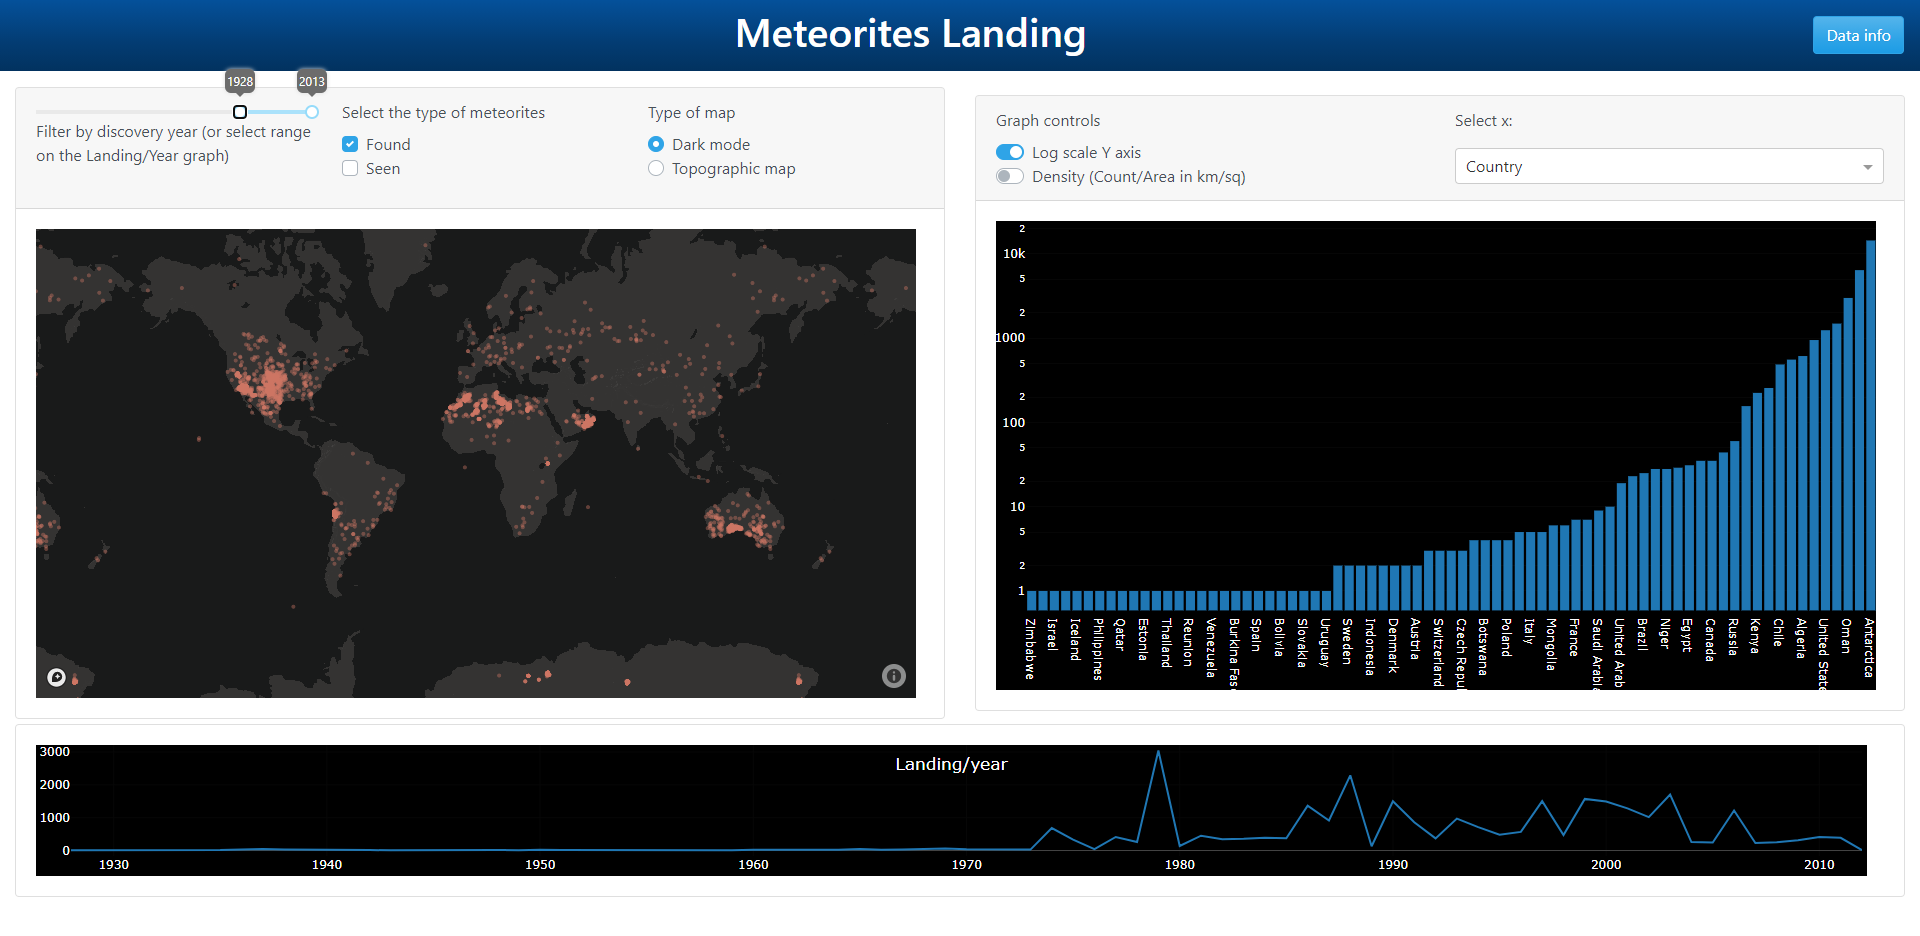 Meteorites Landing
Data info
1928
2013
Filter by discovery year (or select range
on the Landing/Year graph)
Select the type of meteorites
Found
Seen
Type of map
Dark mode
Topographic map
Graph controls
Log scale Y axis
Density (Count/Area in km/sq)
Select x:
Country
2
10k
5
2
1000
5
2
100
5
2
10
5
2
1
Zimbabwe
Israel
Iceland
Philippines
Qatar
Estonia
Thailand
Reunion
Venezuela
Burkina Fas
Spain
Bolivia
Slovakia
Uruguay
Sweden
Indonesia
Denmark
Austria
Switzerland
Czech Repu
Botswana
Poland
Italy
Mongolia
France
Saudi Arabia
United Arab
Brazil
Niger
Egypt
Canada
Russia
Kenya
Chile
Algeria
United State
Oman
Antarctica
Landing/year
3000
2000
1000
0
1930
1940
1950
1960
1970
1980
1990
2000
2010